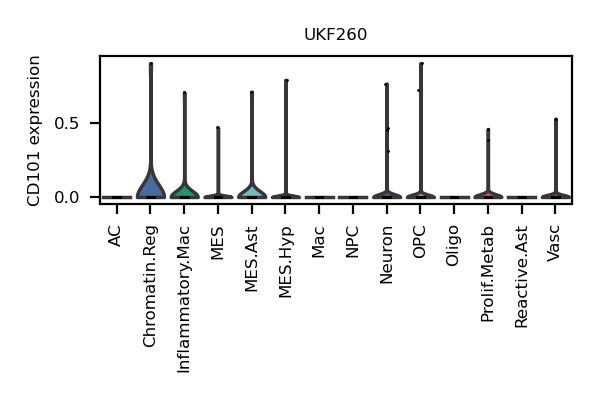 UKF260
CD101 expression
0.5
0.0
AC
Chromatin.Reg
Inflammatory.Mac
MES
MES.Ast
MES.Hyp
Mac
NPC
Neuron
OPC
Oligo
Prolif.Metab
Reactive.Ast
Vasc